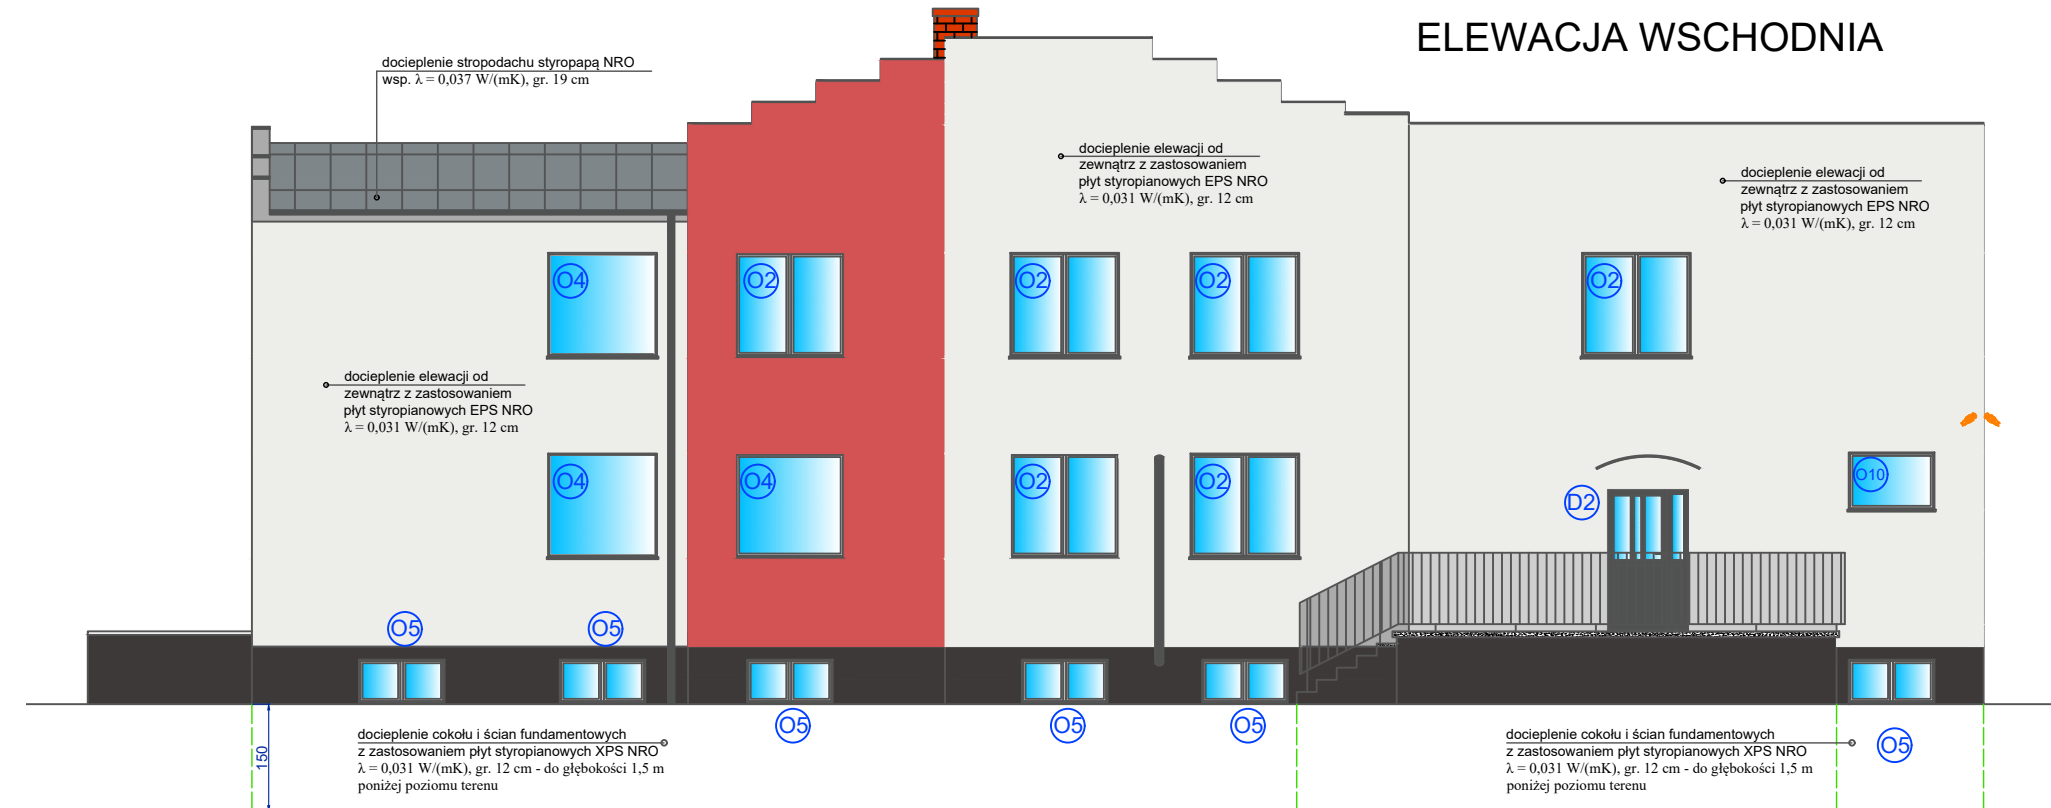 ELEWACJA WSCHODNIA
docieplenie stropodachu styropapą NRO
wsp. λ = 0,037 W/(mK), gr. 19 cm
docieplenie elewacji od
zewnątrz z zastosowaniem
płyt styropianowych EPS NRO
λ = 0,031 W/(mK), gr. 12 cm
docieplenie elewacji od
zewnątrz z zastosowaniem
płyt styropianowych EPS NRO
λ = 0,031 W/(mK), gr. 12 cm
O4
O2
O2
O2
O2
docieplenie elewacji od
zewnątrz z zastosowaniem
płyt styropianowych EPS NRO
λ = 0,031 W/(mK), gr. 12 cm
O4
O4
O2
O2
D2
O10
O5
O5
O5
O5
O5
O5
docieplenie cokołu i ścian fundamentowych
z zastosowaniem płyt styropianowych XPS NRO
λ = 0,031 W/(mK), gr. 12 cm - do głębokości 1,5 m
poniżej poziomu terenu
docieplenie cokołu i ścian fundamentowych
z zastosowaniem płyt styropianowych XPS NRO
λ = 0,031 W/(mK), gr. 12 cm - do głębokości 1,5 m
poniżej poziomu terenu
150